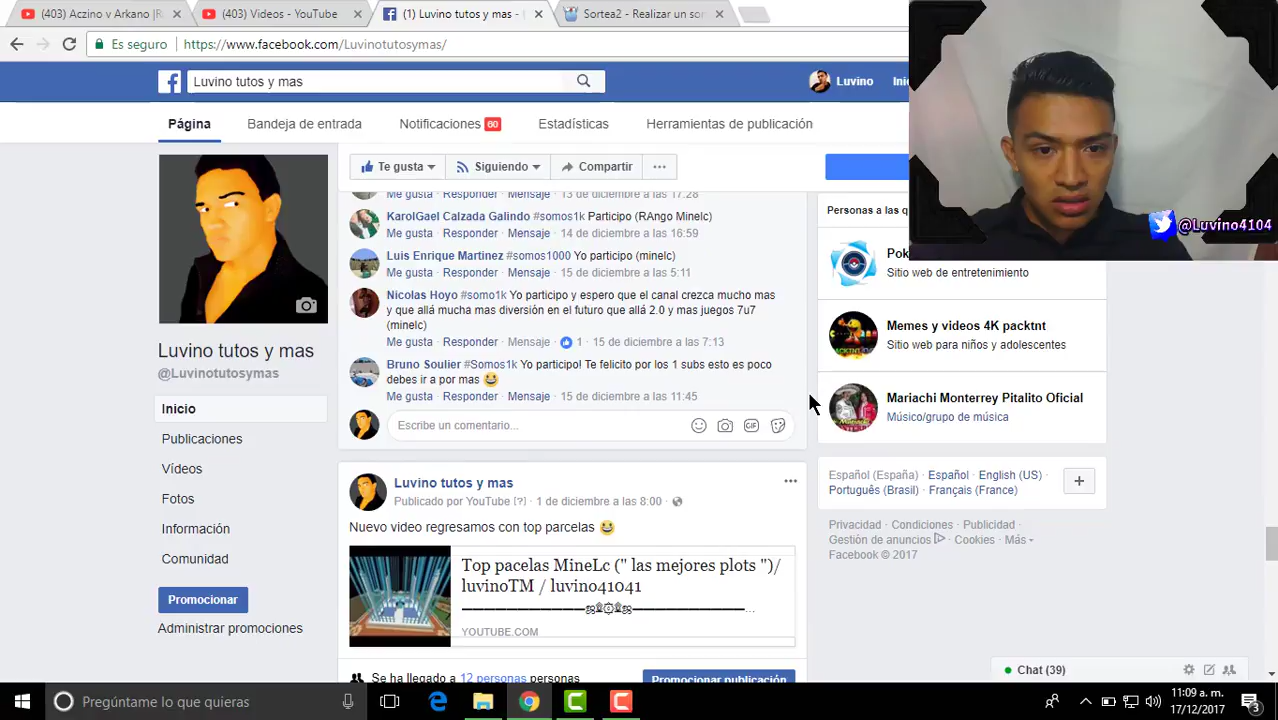 (403) Aczino v Arkano |R
(403) Videos - YouTube
(1) Luvino tutos y mas -
Sortea2 - Realizar un sor
Es seguro
https://www.facebook.com/Luvinotutosymas/
Luvino tutos y mas
Luvino
Inic
Página
Bandeja de entrada
Notificaciones 60
Estadísticas
Herramientas de publicación
@Luvino4104
Te gusta
Siguiendo
Compartir
Me gusta Responder Mensaje 13 de diciembre a las 17:28
KarolGael Calzada Galindo #somos1k Participo (RAngo Minelc)
Me gusta Responder Mensaje 14 de diciembre a las 16:59
Luis Enrique Martinez #somos1000 Yo participo (minelc)
Me gusta Responder Mensaje 15 de diciembre a las 5:11
Nicolas Hoyo #somo1k Yo participo y espero que el canal crezca mucho mas
y que allá mucha mas diversión en el futuro que allá 2.0 y mas juegos 7u7
(minelc)
Me gusta Responder Mensaje 1 15 de diciembre a las 7:13
Bruno Soulier #Somos1k Yo participo! Te felicito por los 1 subs esto es poco
debes ir a por mas
Me gusta Responder Mensaje 15 de diciembre a las 11:45
Escribe un comentario...
GIF
Luvino tutos y mas
@Luvinotutosymas
Inicio
Publicaciones
Vídeos
Fotos
Información
Comunidad
Promocionar
Administrar promociones
Luvino tutos y mas
Publicado por YouTube [?] · 1 de diciembre a las 8:00
Nuevo video regresamos con top parcelas
Top pacelas MineLc (" las mejores plots ")/
luvinoTM / luvino41041
YOUTUBE.COM
Se ha llegado a 12 personas personas
Promocionar publicación
Personas a las q
Pok
Sitio web de entretenimiento
Memes y videos 4K packtnt
Sitio web para niños y adolescentes
Mariachi Monterrey Pitalito Oficial
Músico/grupo de música
Español (España) · Español · English (US) ·
Português (Brasil) · Français (France)
Privacidad · Condiciones · Publicidad ·
Gestión de anuncios · Cookies · Más
Facebook © 2017
Chat (39)
Pregúntame lo que quieras
11:09 a. m.
17/12/2017
3